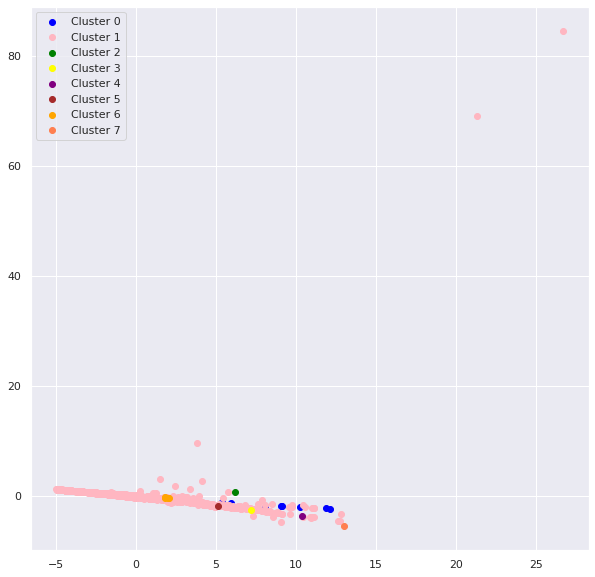 Cluster 0
Cluster 1
Cluster 2
Cluster 3
Cluster 4
Cluster 5
Cluster 6
Cluster 7
80
60
40
20
0
−5 0 5 10 15 20 25